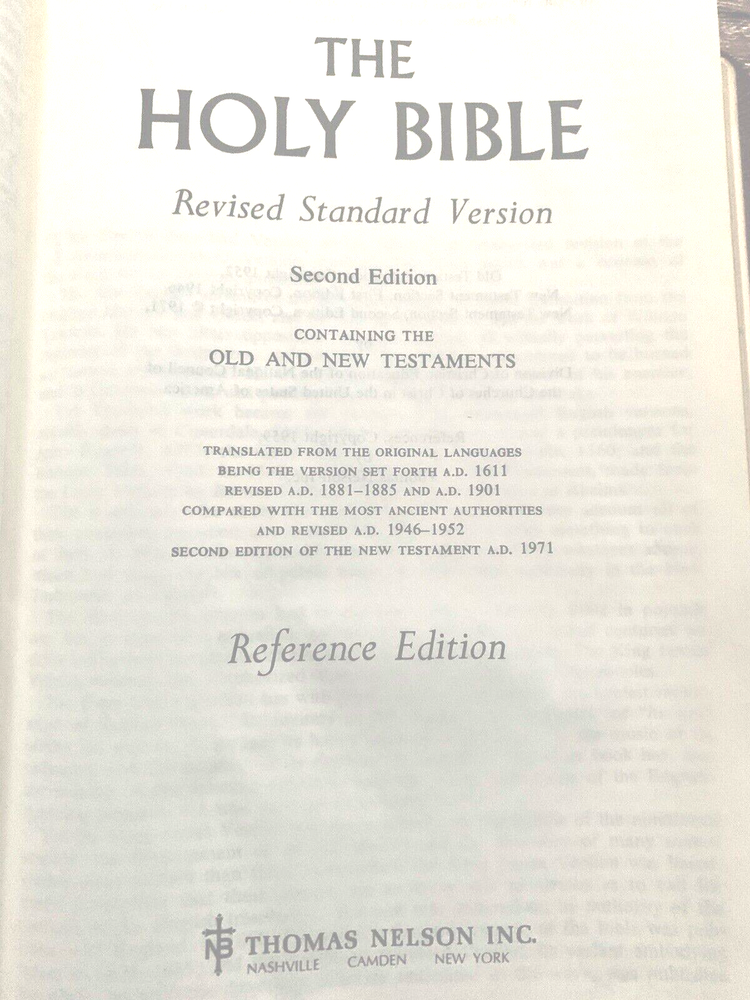 THE
HOLY BIBLE
Revised Standard Version
Second Edition
CONTAINING THE
OLD AND NEW TESTAMENTS
TRANSLATED FROM THE ORIGINAL LANGUAGES
BEING THE VERSION SET FORTH A.D. 1611
REVISED A.D. 1881–1885 AND A.D. 1901
COMPARED WITH THE MOST ANCIENT AUTHORITIES
AND REVISED A.D. 1946–1952
SECOND EDITION OF THE NEW TESTAMENT A.D. 1971
Reference Edition
NB THOMAS NELSON INC.
NASHVILLE CAMDEN NEW YORK